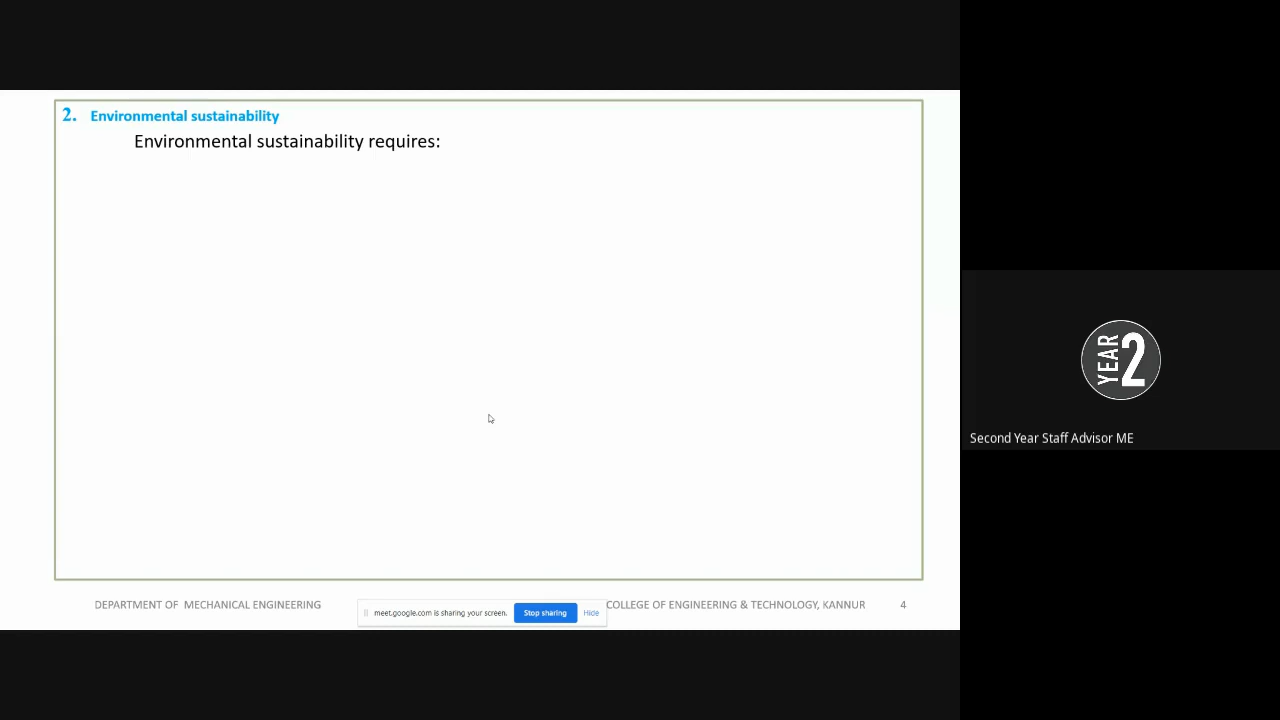 2. Environmental sustainability
Environmental sustainability requires:
YEAR 2
Second Year Staff Advisor ME
DEPARTMENT OF MECHANICAL ENGINEERING
meet.google.com is sharing your screen.
Stop sharing
Hide
COLLEGE OF ENGINEERING & TECHNOLOGY, KANNUR
4